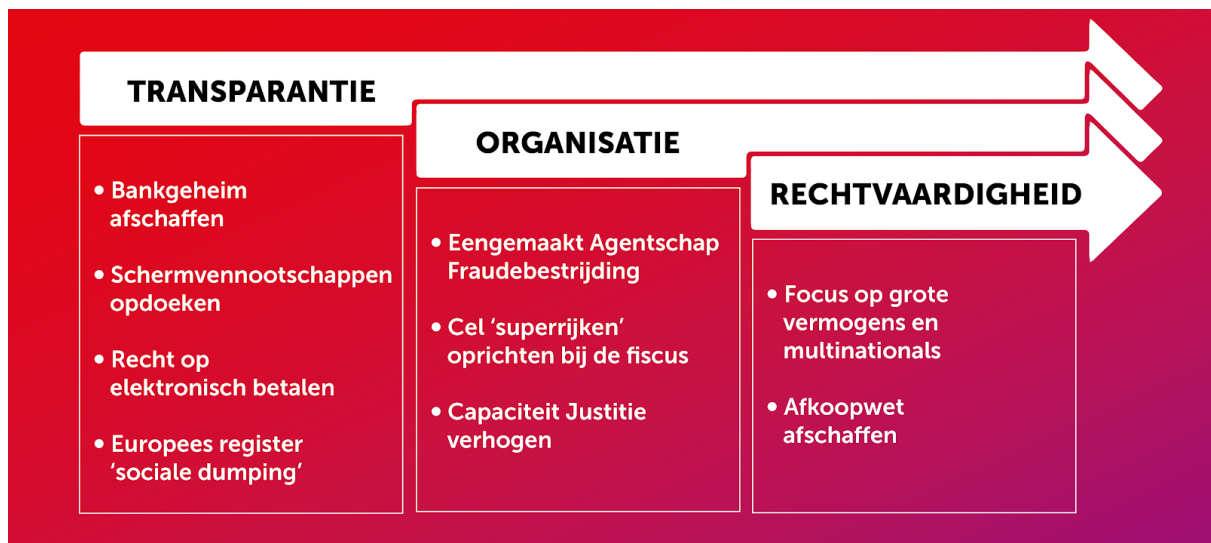 TRANSPARANTIE
• Bankgeheim
afschaffen
• Schermvennootschappen
opdoeken
• Recht op
elektronisch betalen
• Europees register
‘sociale dumping’
ORGANISATIE
• Eengemaakt Agentschap
Fraudebestrijding
• Cel ‘superrijken’
oprichten bij de fiscus
• Capaciteit Justitie
verhogen
RECHTVAARDIGHEID
• Focus op grote
vermogens en
multinationals
• Afkoopwet
afschaffen